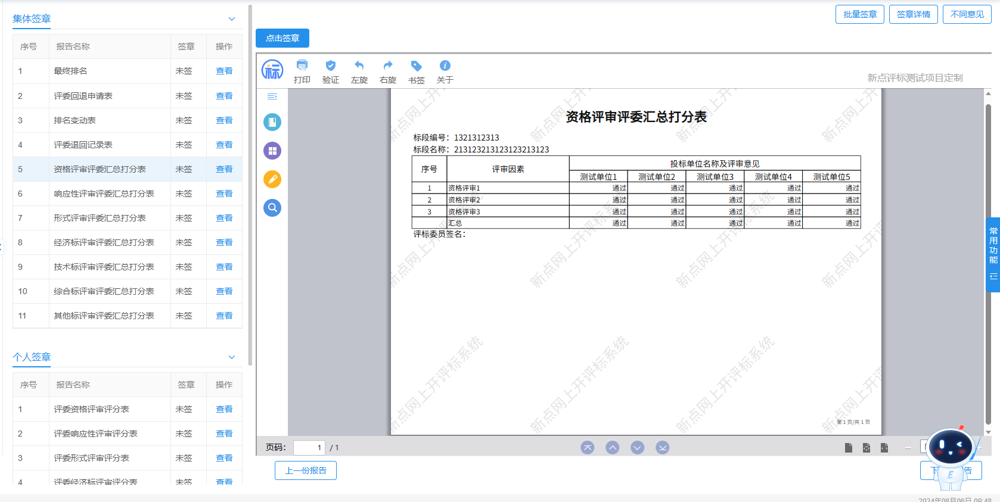 集体签章
序号 报告名称 签章 操作
1 最终排名 未签 查看
2 评委回退申请表 未签 查看
3 排名变动表 未签 查看
4 评委退回记录表 未签 查看
5 资格评审评委汇总打分表 未签 查看
6 响应性评审评委汇总打分表 未签 查看
7 形式评审评委汇总打分表 未签 查看
8 经济标评审评委汇总打分表 未签 查看
9 技术标评审评委汇总打分表 未签 查看
10 综合标评审评委汇总打分表 未签 查看
11 其他标评审评委汇总打分表 未签 查看
个人签章
序号 报告名称 签章 操作
1 评委资格评审评分表 未签 查看
2 评委响应性评审评分表 未签 查看
3 评委形式评审评分表 未签 查看
4 评委经济标评审评分表 未签 查看
批量签章 签章详情 不同意见
点击签章
标
打印 验证 左旋 右旋 书签 关于
新点评标测试项目定制
资格评审评委汇总打分表
标段编号：1321312313
标段名称：213123213123123213123
序号 评审因素 投标单位名称及评审意见
测试单位1 测试单位2 测试单位3 测试单位4 测试单位5
1 资格评审1 通过 通过 通过 通过 通过
2 资格评审2 通过 通过 通过 通过 通过
3 资格评审3 通过 通过 通过 通过 通过
汇总 通过 通过 通过 通过 通过
评标委员签名：
新点网上开评标系统
新点网上开评标系统
新点网上开评标系统
第 1 页/共 1 页
常用功能
页码： 1 / 1
上一份报告
下 告
E
2024年08月06日 09:48